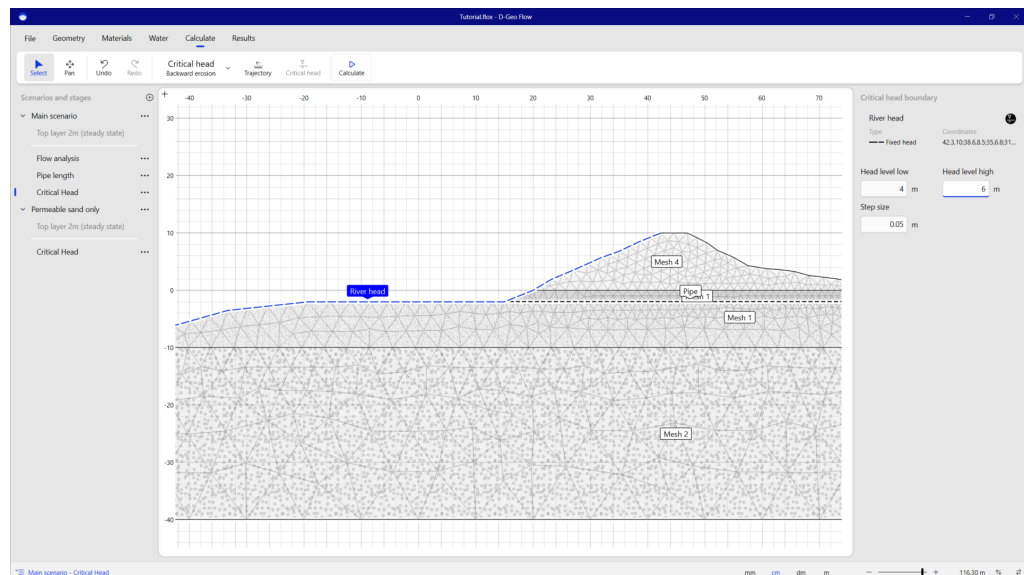 Tutorial.flox - D-Geo Flow
File Geometry Materials Water Calculate Results
Select Pan Undo Redo Critical head Backward erosion Trajectory Critical head Calculate
Scenarios and stages
Main scenario
Top layer 2m (steady state)
Flow analysis
Pipe length
Critical Head
Permeable sand only
Top layer 2m (steady state)
Critical Head
-40 -30 -20 -10 0 10 20 30 40 50 60 70
30
20
10
0
-10
-20
-30
-40
Mesh 4
River head
Pipe
Mesh 1
Mesh 1
Mesh 2
Critical head boundary
River head
Type Coordinates
Fixed head 42.3,10;38.6,8.5;35,6.8;31...
Head level low Head level high
4 m 6 m
Step size
0.05 m
Main scenario - Critical Head
mm cm dm m
116.30 m